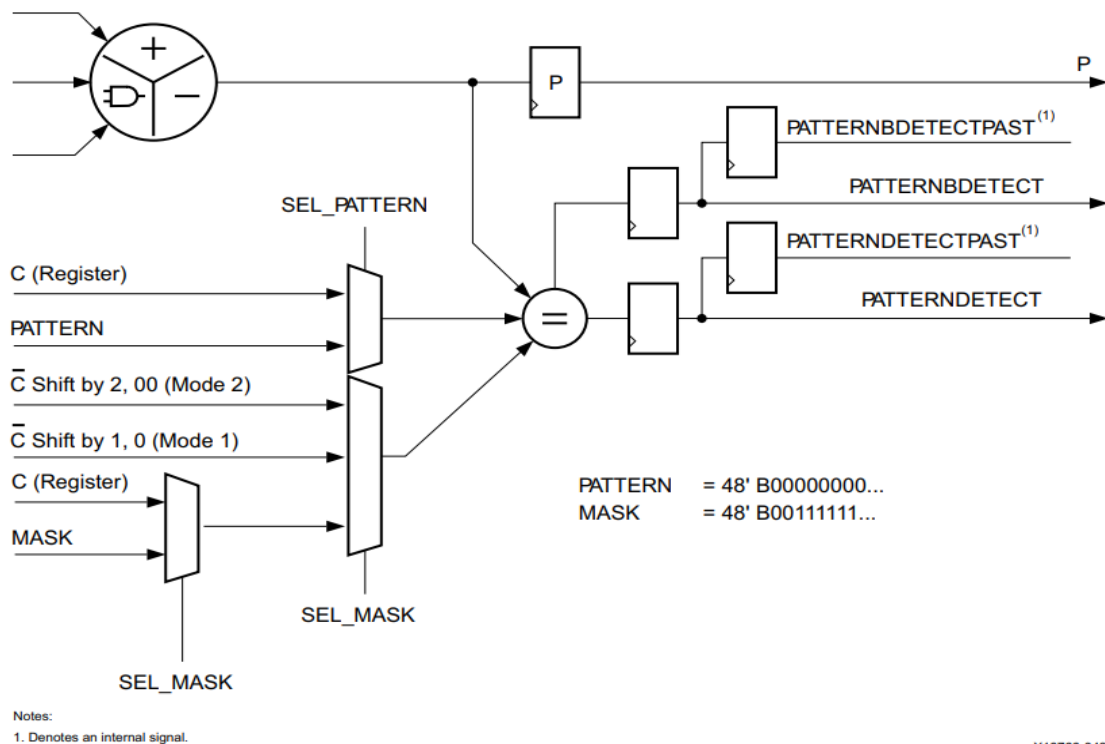 +
−
P
P
PATTERNBDETECTPAST(1)
PATTERNBDETECT
SEL_PATTERN
PATTERNDETECTPAST(1)
C (Register)
PATTERNDETECT
=
PATTERN
C̅ Shift by 2, 00 (Mode 2)
C̅ Shift by 1, 0 (Mode 1)
C (Register)
PATTERN = 48' B00000000...
MASK = 48' B00111111...
MASK
SEL_MASK
SEL_MASK
Notes:
1. Denotes an internal signal.